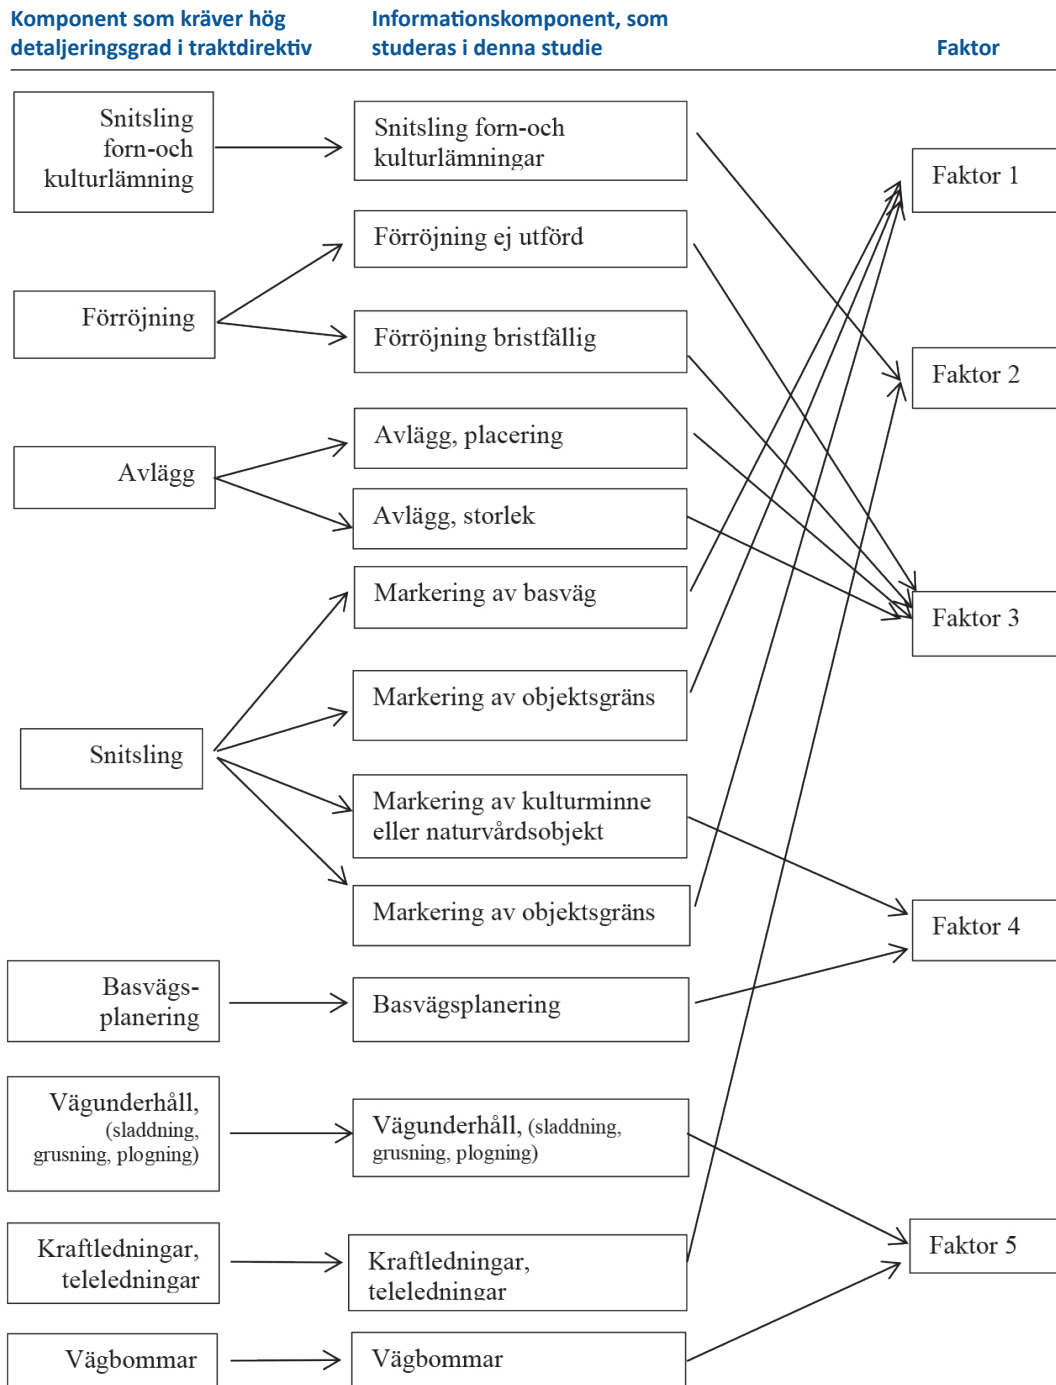 Komponent som kräver hög
detaljeringsgrad i traktdirektiv
Informationskomponent, som
studeras i denna studie
Faktor
Snitsling
forn-och
kulturlämning
Förröjning
Avlägg
Snitsling
Basvägs-
planering
Vägunderhåll,
(sladdning,
grusning, plogning)
Kraftledningar,
teleledningar
Vägbommar
Snitsling forn-och
kulturlämningar
Förröjning ej utförd
Förröjning bristfällig
Avlägg, placering
Avlägg, storlek
Markering av basväg
Markering av objektsgräns
Markering av kulturminne
eller naturvårdsobjekt
Markering av objektsgräns
Basvägsplanering
Vägunderhåll, (sladdning,
grusning, plogning)
Kraftledningar,
teleledningar
Vägbommar
Faktor 1
Faktor 2
Faktor 3
Faktor 4
Faktor 5